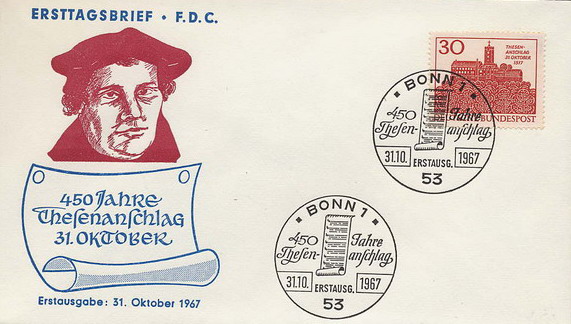 ERSTTAGSBRIEF • F.D.C.
450 Jahre
Thesenanschlag
31. OKTOBER
Erstausgabe: 31. Oktober 1967
30
THESEN-
ANSCHLAG
31. OKTOBER
1517
BUNDESPOST
BONN 1
450 Jahre
Thesen- anschlag
31.10. ERSTAUSG. 1967
53
BONN 1
450 Jahre
Thesen- anschlag
31.10. ERSTAUSG. 1967
53